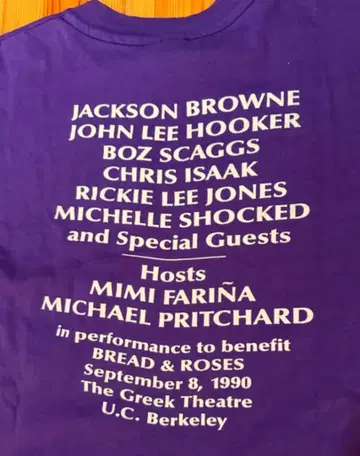 JACKSON BROWNE
JOHN LEE HOOKER
BOZ SCAGGS
CHRIS ISAAK
RICKIE LEE JONES
MICHELLE SHOCKED
and Special Guests
Hosts
MIMI FARIÑA
MICHAEL PRITCHARD
in performance to benefit
BREAD & ROSES
September 8, 1990
The Greek Theatre
U.C. Berkeley